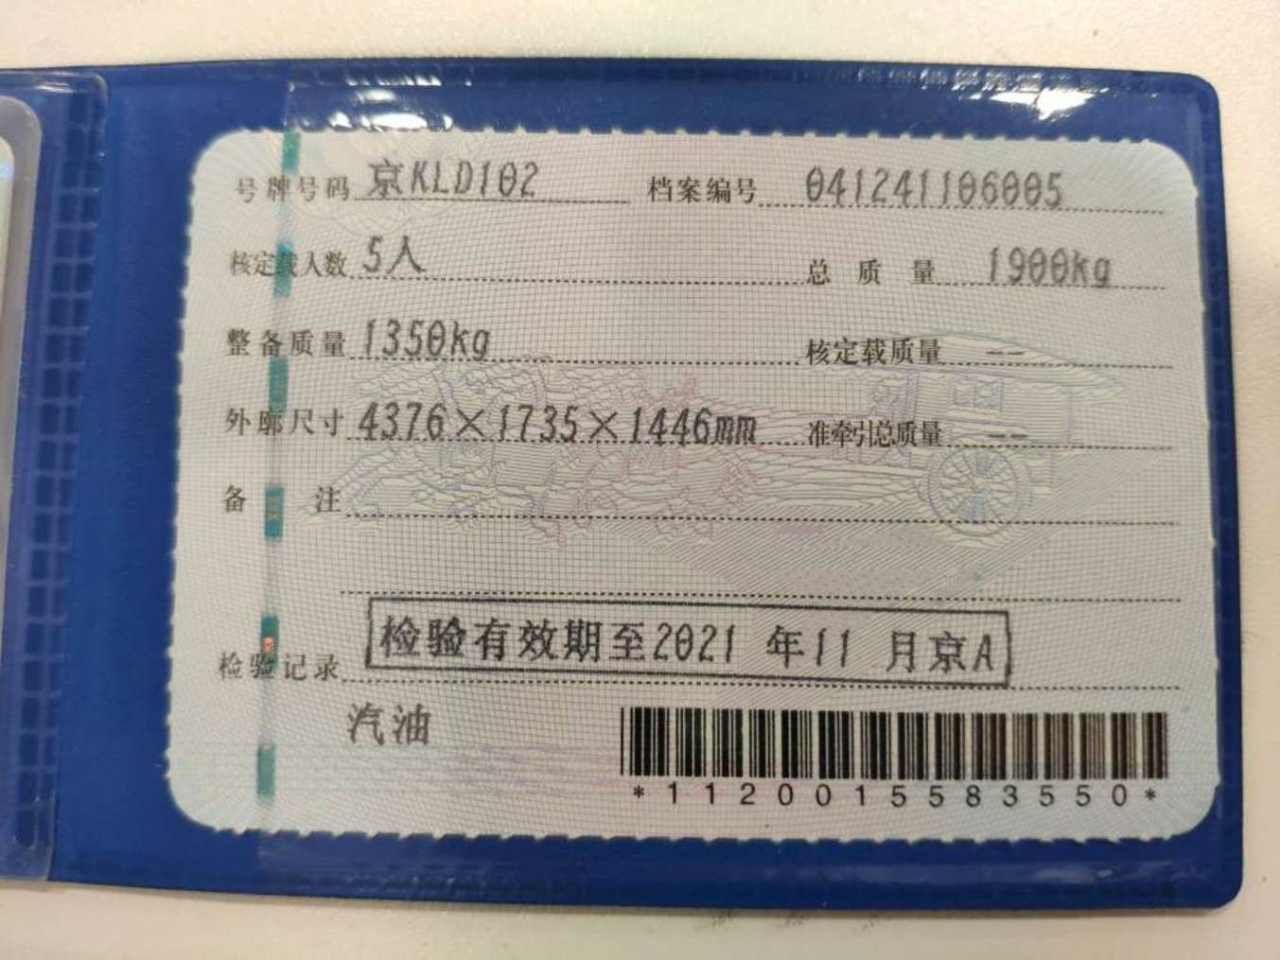 号牌号码 京KLD102 档案编号 041241106005
核定载人数 5人 总质量 1900kg
整备质量 1350kg 核定载质量 --
外廓尺寸 4376×1735×1446mm 准牵引总质量 --
备注
检验记录 检验有效期至2021 年11 月京A
汽油
*1120015583550*